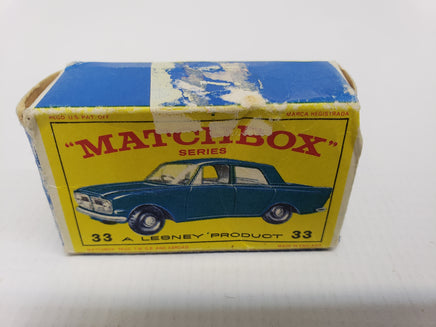 REGD U.S. PAT. OFF. MARCA REGISTRADA
"MATCHBOX"
SERIES
33 A LESNEY PRODUCT 33
MADE IN ENGLAND